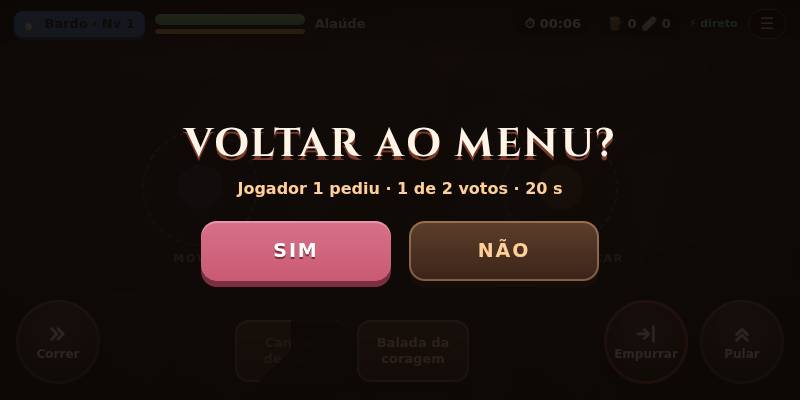 Bardo · Nv 1
Alaúde
00:06
0
0
direto
VOLTAR AO MENU?
Jogador 1 pediu · 1 de 2 votos · 20 s
SIM
NÃO
Correr
Balada da
coragem
Empurrar
Pular